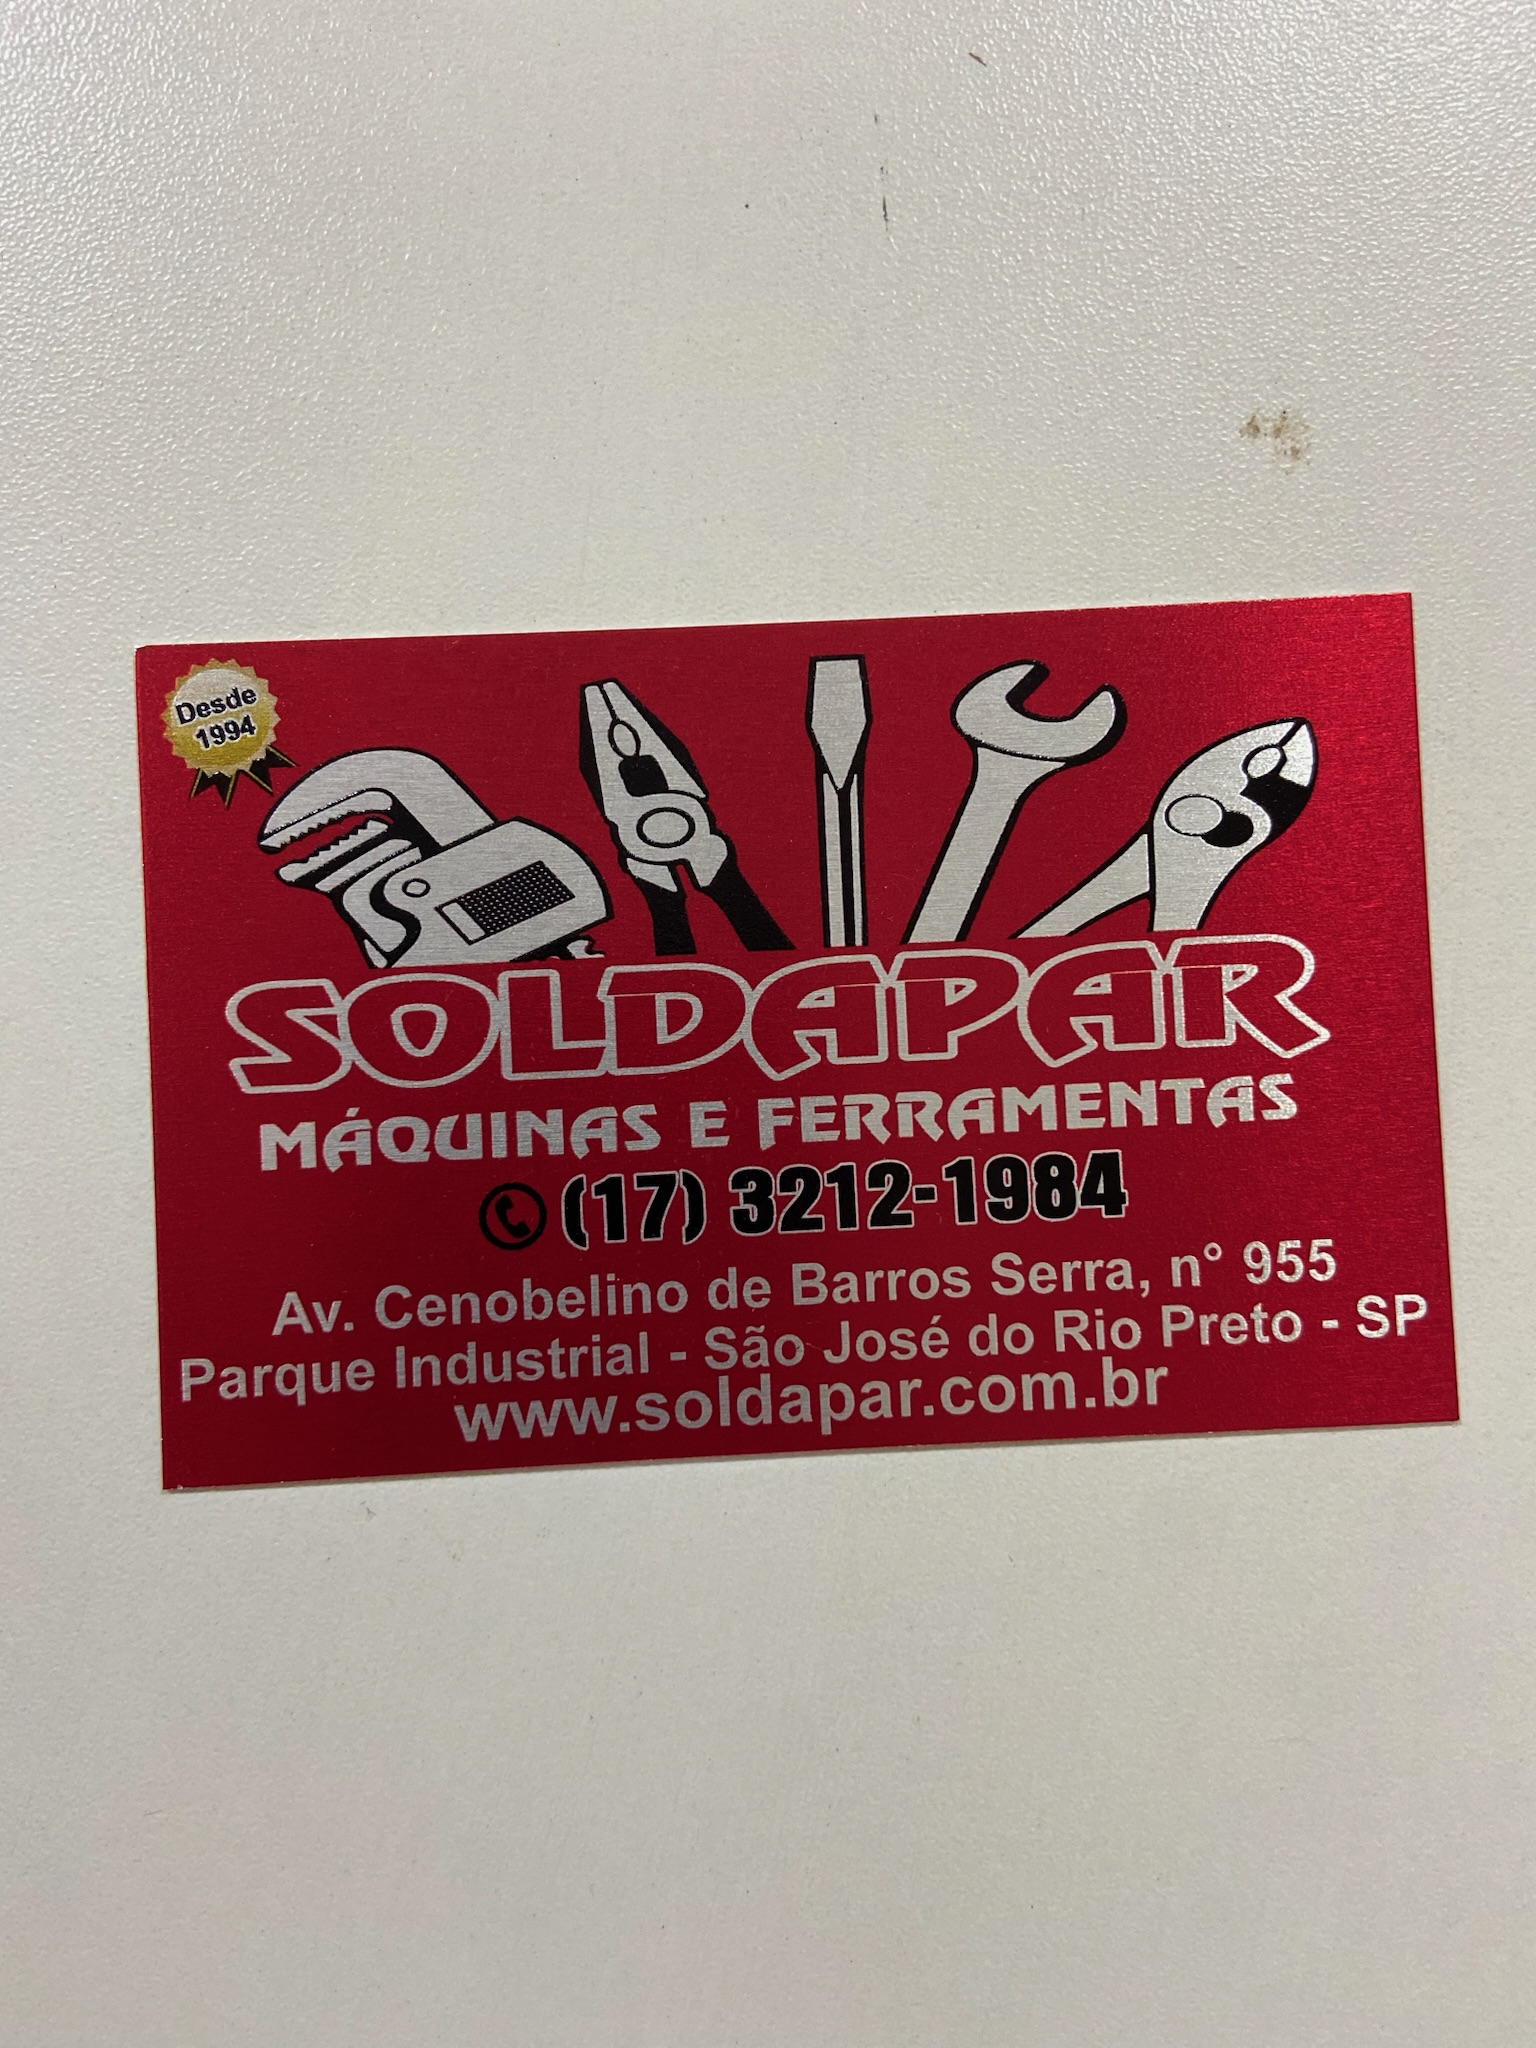 Desde
1994
SOLDAPAR
MÁQUINAS E FERRAMENTAS
(17) 3212-1984
Av. Cenobelino de Barros Serra, n° 955
Parque Industrial - São José do Rio Preto - SP
www.soldapar.com.br